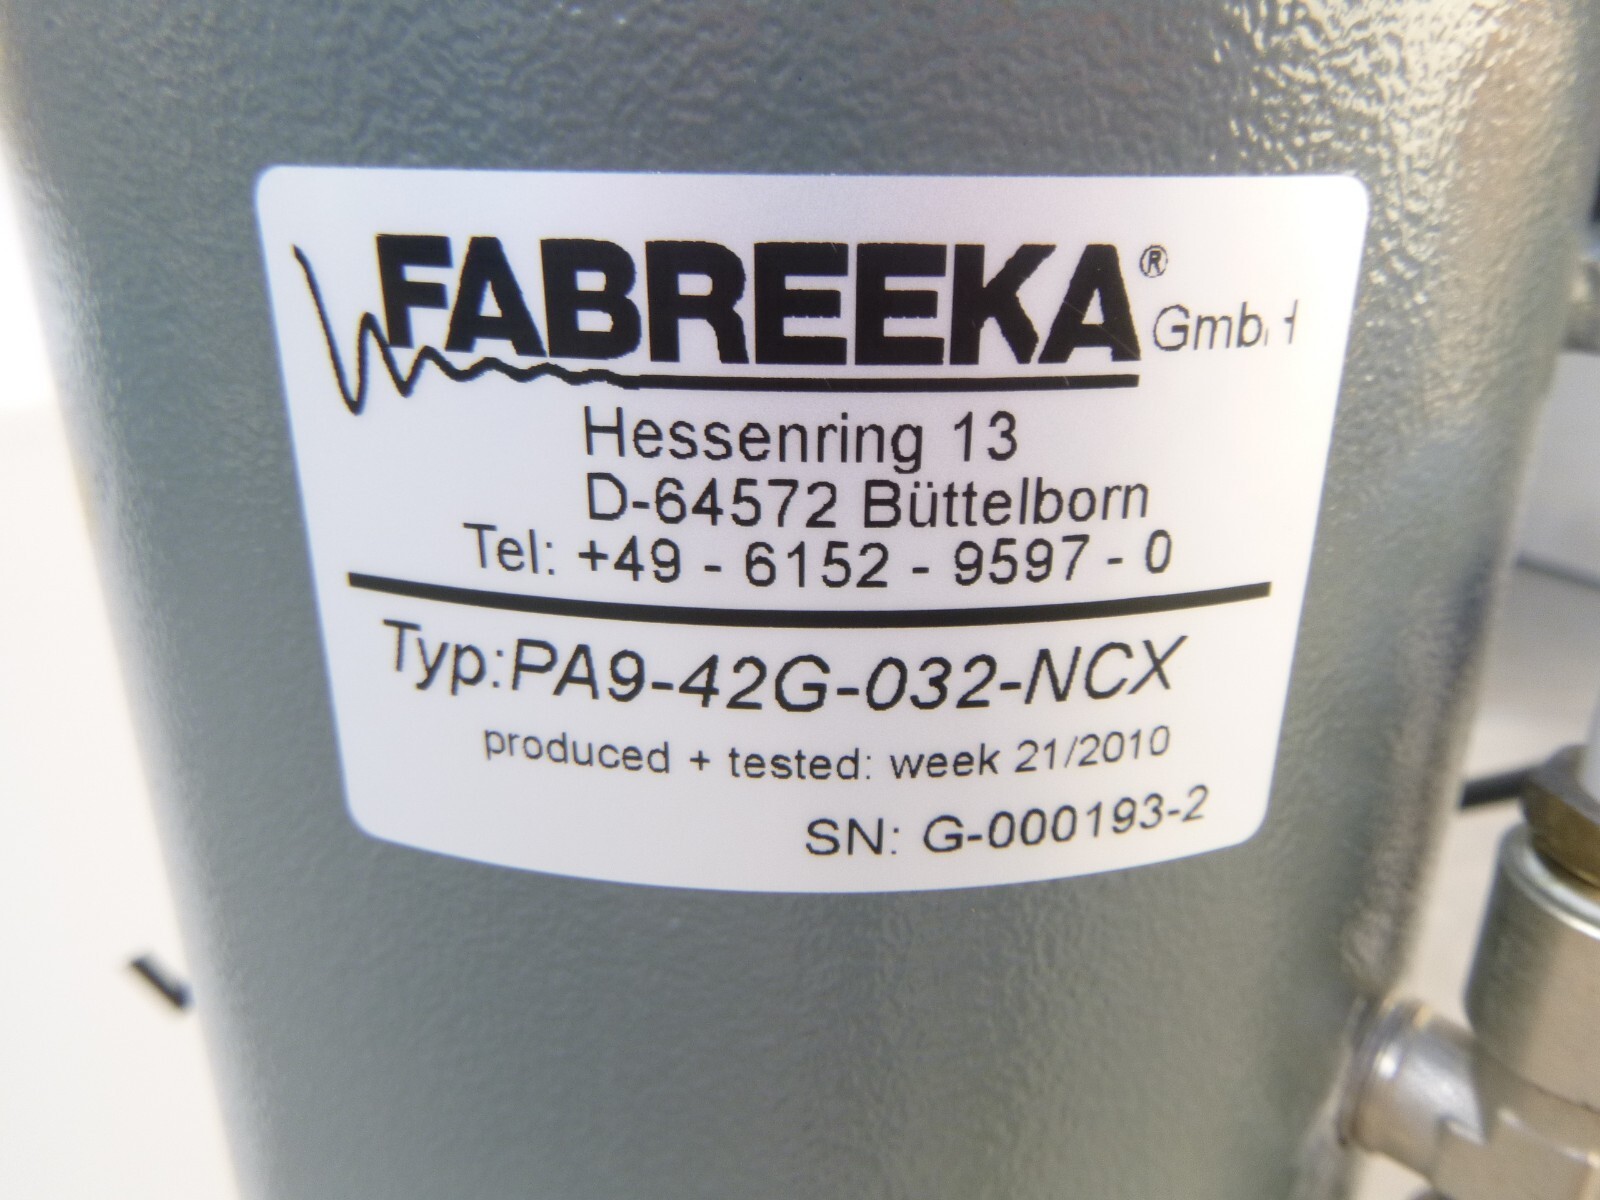 FABREEKA® GmbH
Hessenring 13
D-64572 Büttelborn
Tel: +49 - 6152 - 9597 - 0
Typ:PA9-42G-032-NCX
produced + tested: week 21/2010
SN: G-000193-2